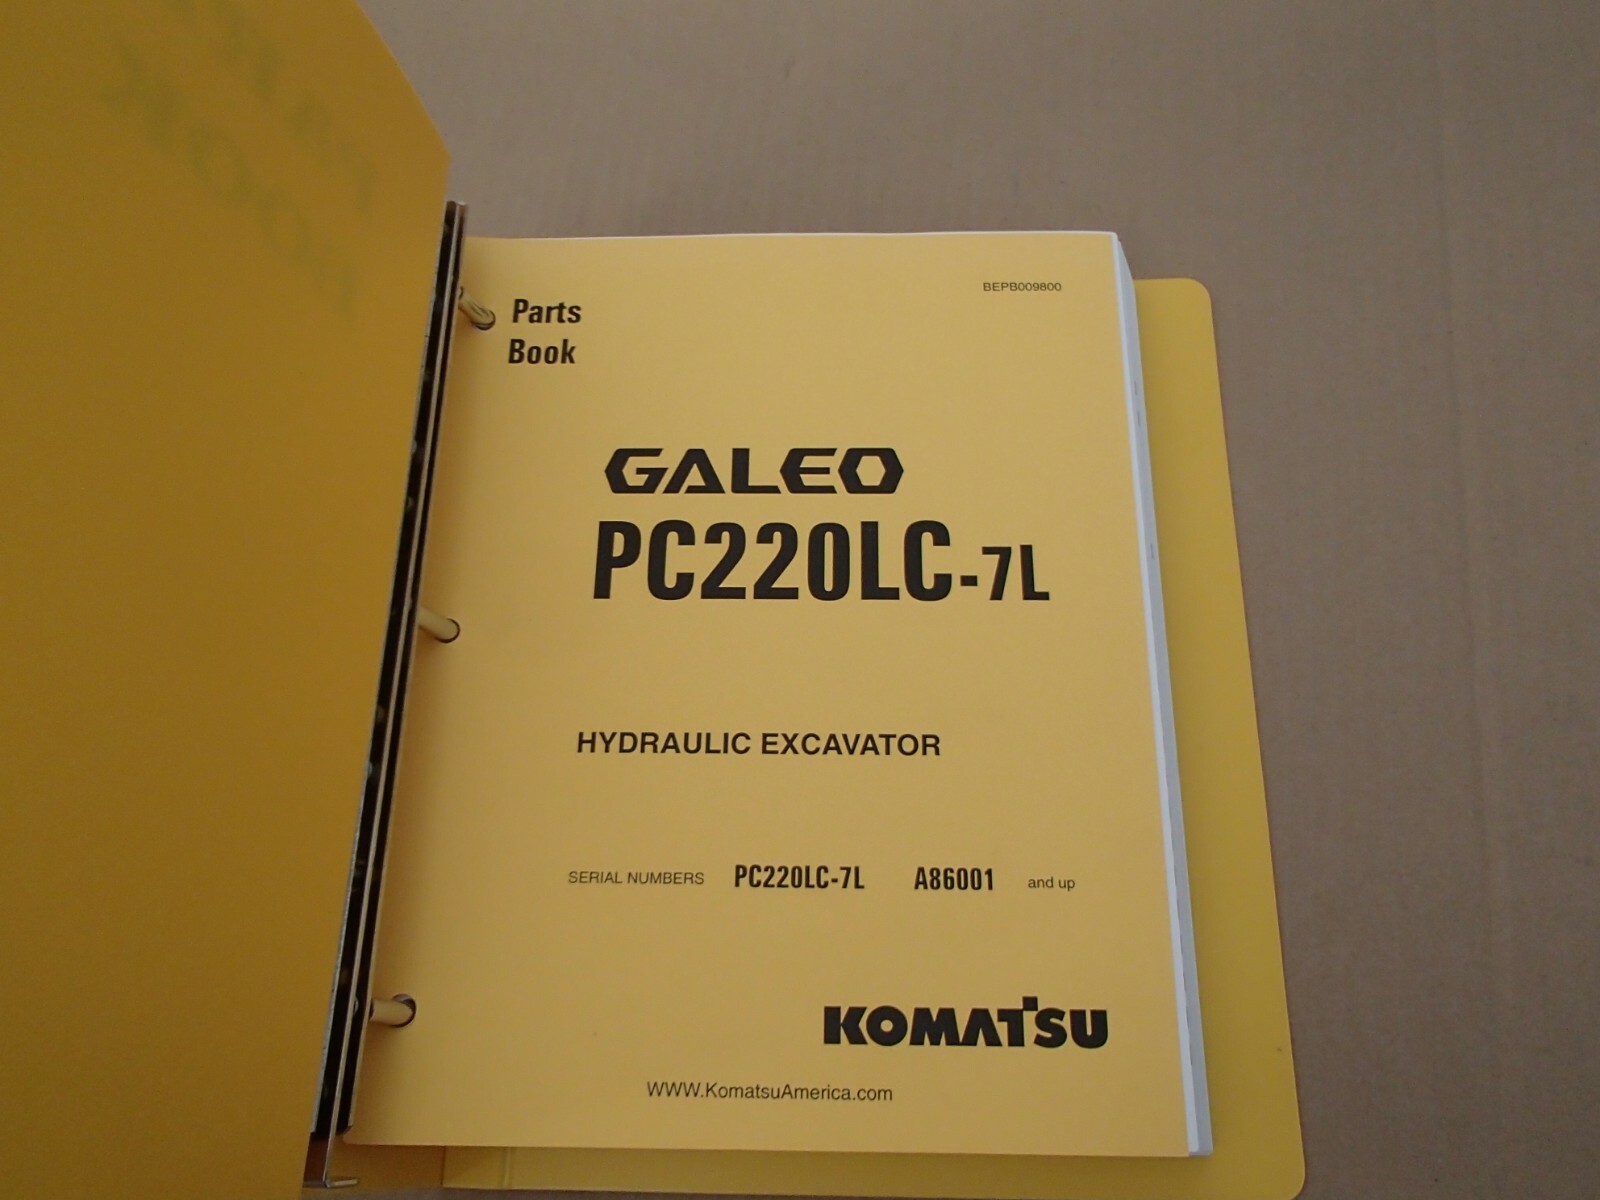 BEPB009800
Parts
Book
GALEO
PC220LC-7L
HYDRAULIC EXCAVATOR
SERIAL NUMBERS PC220LC-7L A86001 and up
KOMATSU
WWW.KomatsuAmerica.com